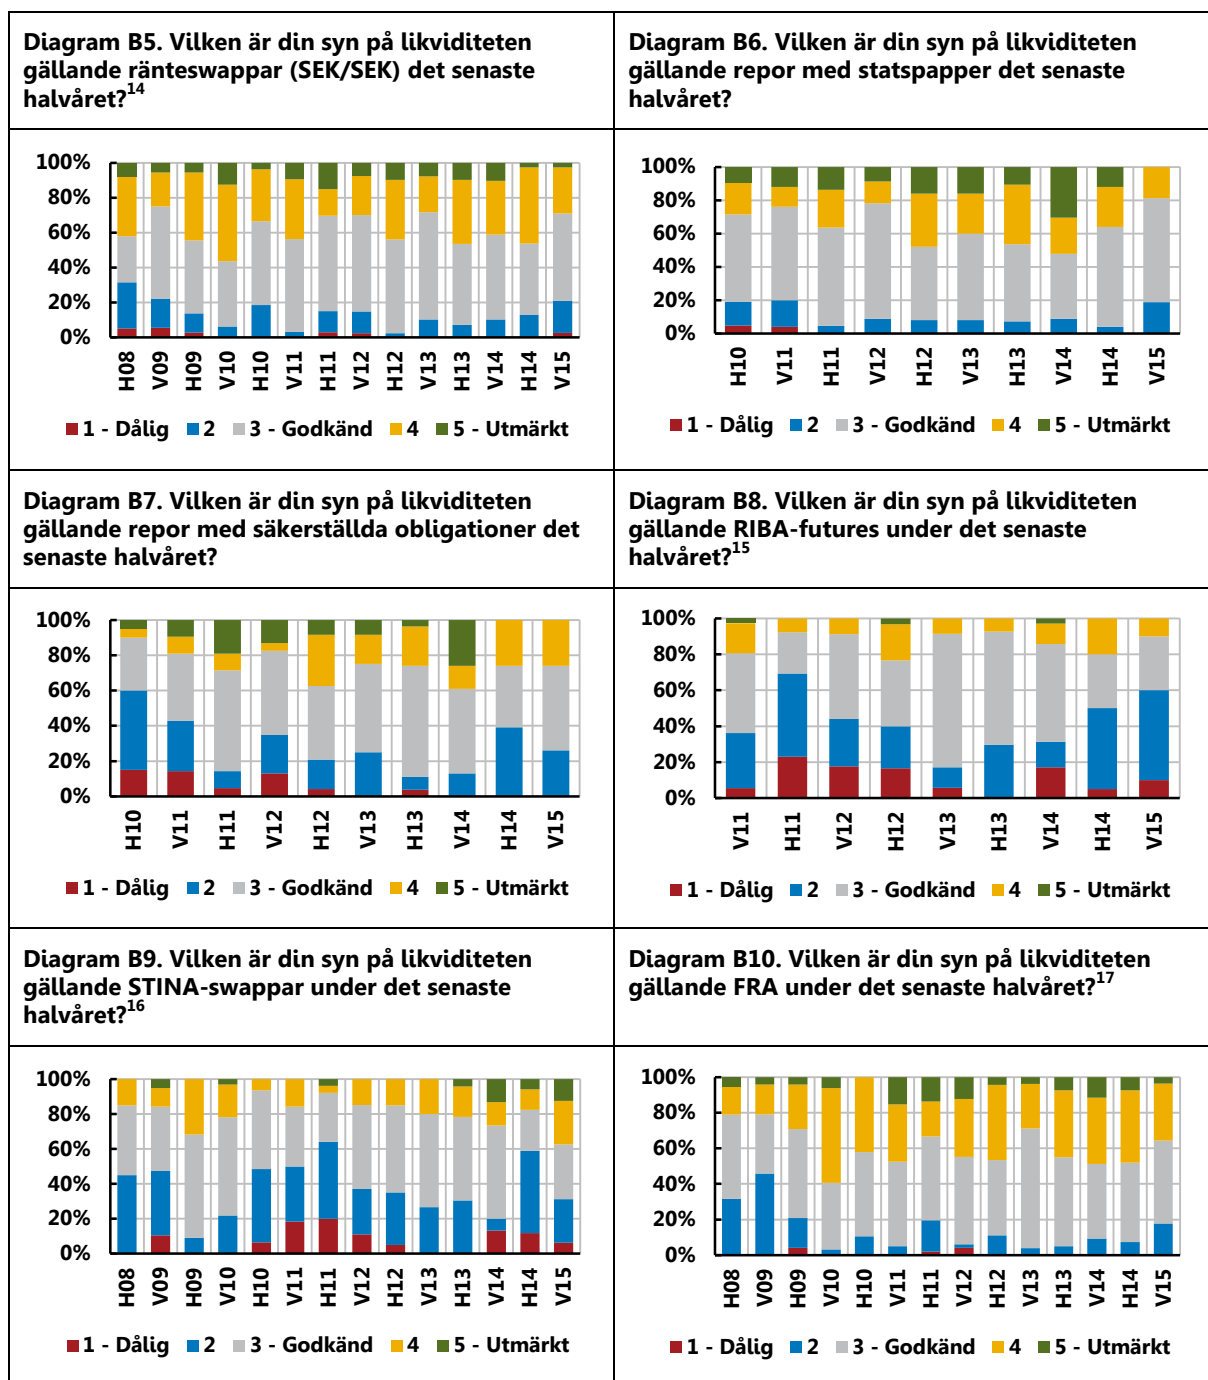 Diagram B5. Vilken är din syn på likviditeten
gällande ränteswappar (SEK/SEK) det senaste
halvåret?14
100%
80%
60%
40%
20%
0%
H08 V09 H09 V10 H10 V11 H11 V12 H12 V13 H13 V14 H14 V15
1 - Dålig 2 3 - Godkänd 4 5 - Utmärkt
Diagram B6. Vilken är din syn på likviditeten
gällande repor med statspapper det senaste
halvåret?
100%
80%
60%
40%
20%
0%
H10 V11 H11 V12 H12 V13 H13 V14 H14 V15
1 - Dålig 2 3 - Godkänd 4 5 - Utmärkt
Diagram B7. Vilken är din syn på likviditeten
gällande repor med säkerställda obligationer det
senaste halvåret?
100%
80%
60%
40%
20%
0%
H10 V11 H11 V12 H12 V13 H13 V14 H14 V15
1 - Dålig 2 3 - Godkänd 4 5 - Utmärkt
Diagram B8. Vilken är din syn på likviditeten
gällande RIBA-futures under det senaste
halvåret?15
100%
80%
60%
40%
20%
0%
V11 H11 V12 H12 V13 H13 V14 H14 V15
1 - Dålig 2 3 - Godkänd 4 5 - Utmärkt
Diagram B9. Vilken är din syn på likviditeten
gällande STINA-swappar under det senaste
halvåret?16
100%
80%
60%
40%
20%
0%
H08 V09 H09 V10 H10 V11 H11 V12 H12 V13 H13 V14 H14 V15
1 - Dålig 2 3 - Godkänd 4 5 - Utmärkt
Diagram B10. Vilken är din syn på likviditeten
gällande FRA under det senaste halvåret?17
100%
80%
60%
40%
20%
0%
H08 V09 H09 V10 H10 V11 H11 V12 H12 V13 H13 V14 H14 V15
1 - Dålig 2 3 - Godkänd 4 5 - Utmärkt